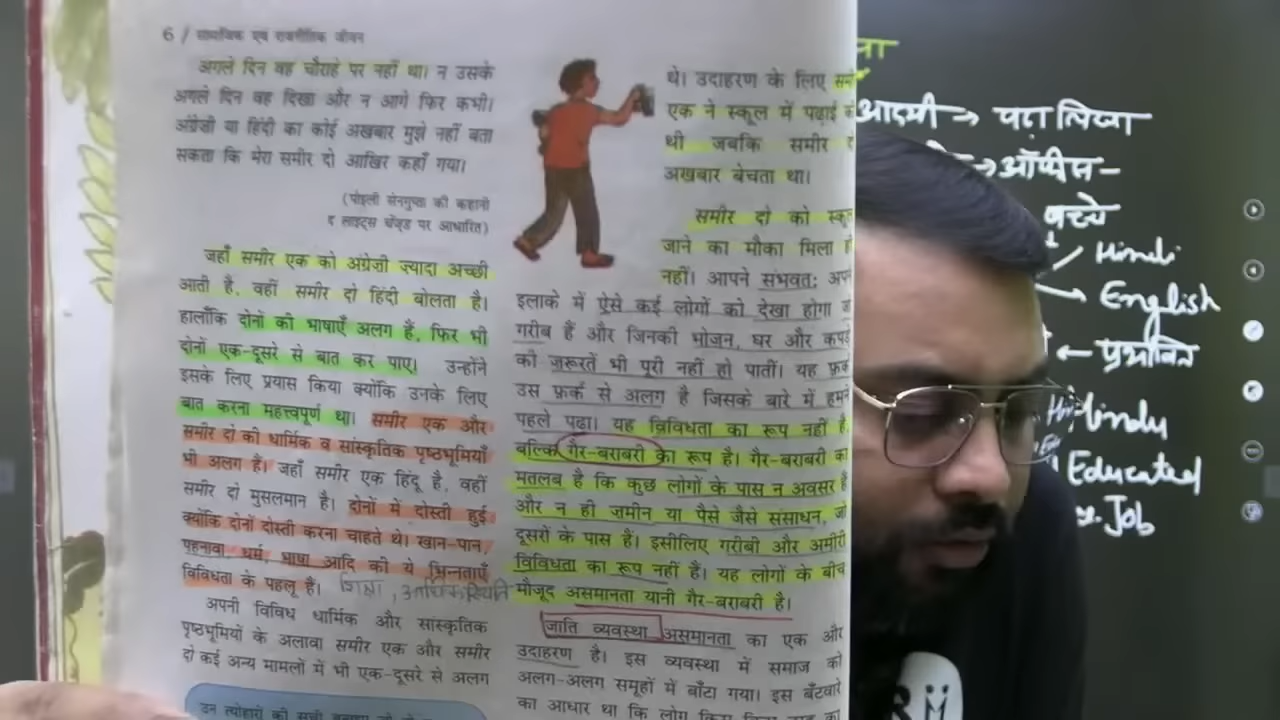 6 / सामाजिक एवं राजनीतिक जीवन
अगले दिन वह चौराहे पर नहीं था। न उसके
अगले दिन वह दिखा और न आगे फिर कभी।
अंग्रेज़ी या हिंदी का कोई अखबार मुझे नहीं बता
सकता कि मेरा समीर दो आखिर कहाँ गया।
(पोइली सेनगुप्ता की कहानी
द लाइट्स चेंज्ड पर आधारित)
जहाँ समीर एक को अंग्रेज़ी ज़्यादा अच्छी
आती है, वहीं समीर दो हिंदी बोलता है।
हालाँकि दोनों की भाषाएँ अलग हैं, फिर भी
दोनों एक-दूसरे से बात कर पाए। उन्होंने
इसके लिए प्रयास किया क्योंकि उनके लिए
बात करना महत्त्वपूर्ण था। समीर एक और
समीर दो की धार्मिक व सांस्कृतिक पृष्ठभूमियाँ
भी अलग हैं। जहाँ समीर एक हिंदू है, वहीं
समीर दो मुसलमान है। दोनों में दोस्ती हुई
क्योंकि दोनों दोस्ती करना चाहते थे। खान-पान,
पहनावा, धर्म, भाषा आदि की ये भिन्नताएँ
विविधता के पहलू हैं। शिक्षा, आर्थिक स्थिति
अपनी विविध धार्मिक और सांस्कृतिक
पृष्ठभूमियों के अलावा समीर एक और समीर
दो कई अन्य मामलों में भी एक-दूसरे से अलग
उन त्योहारों की सूची
थे। उदाहरण के लिए
एक ने स्कूल में पढ़ाई
थी जबकि समीर
अखबार बेचता था।
समीर दो को स्कूल
जाने का मौका मिला
नहीं। आपने संभवतः
इलाके में ऐसे कई लोगों को देखा होगा
गरीब हैं और जिनकी भोजन, घर और कपड़े
की ज़रूरतें भी पूरी नहीं हो पातीं। यह फ़र्क
उस फ़र्क से अलग है जिसके बारे में हमने
पहले पढ़ा। यह विविधता का रूप नहीं है
बल्कि गैर-बराबरी का रूप है। गैर-बराबरी का
मतलब है कि कुछ लोगों के पास न अवसर हैं
और न ही ज़मीन या पैसे जैसे संसाधन, जो
दूसरों के पास हैं। इसीलिए गरीबी और अमीरी
विविधता का रूप नहीं है। यह लोगों के बीच
मौजूद असमानता यानी गैर-बराबरी है।
जाति व्यवस्था असमानता का एक और
उदाहरण है। इस व्यवस्था में समाज को
अलग-अलग समूहों में बाँटा गया। इस बँटवारे
का आधार था कि लोग
आदमी → पढ़ा लिखा
→ ऑफीस -
बच्चे
Hindi
English
← प्रभावित
Hindu
Educated
Job